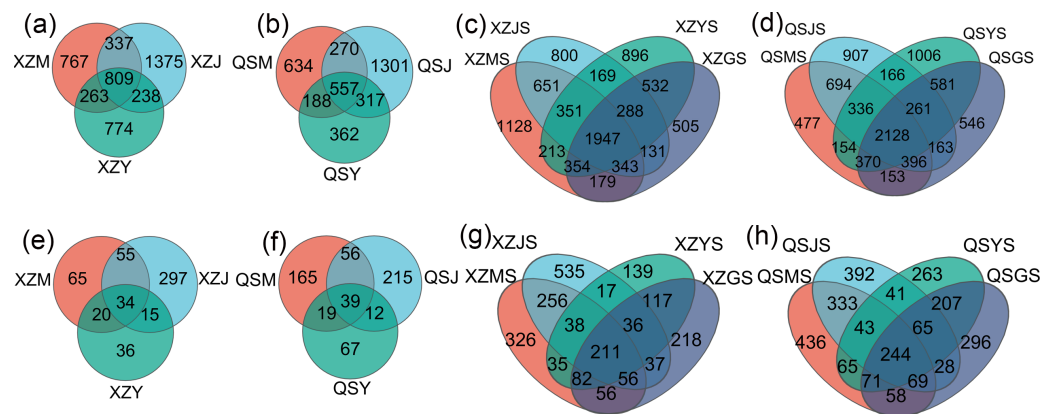 (a)
337
XZM
767
1375
XZJ
809
263
238
774
XZY
(b)
270
QSM
634
1301
QSJ
557
188
317
362
QSY
(c)
XZJS
XZYS
XZMS
XZGS
800
896
651
169
532
351
288
1128
1947
505
213
131
354
343
179
(d)
QSJS
QSYS
QSMS
QSGS
907
1006
694
166
581
336
261
477
2128
546
154
163
370
396
153
(e)
55
XZM
65
297
XZJ
34
20
15
36
XZY
(f)
56
QSM
165
215
QSJ
39
19
12
67
QSY
(g)
XZJS
XZYS
XZMS
XZGS
535
139
256
17
117
38
36
326
211
218
35
37
82
56
56
(h)
QSJS
QSYS
QSMS
QSGS
392
263
333
41
207
43
65
436
244
296
65
28
71
69
58